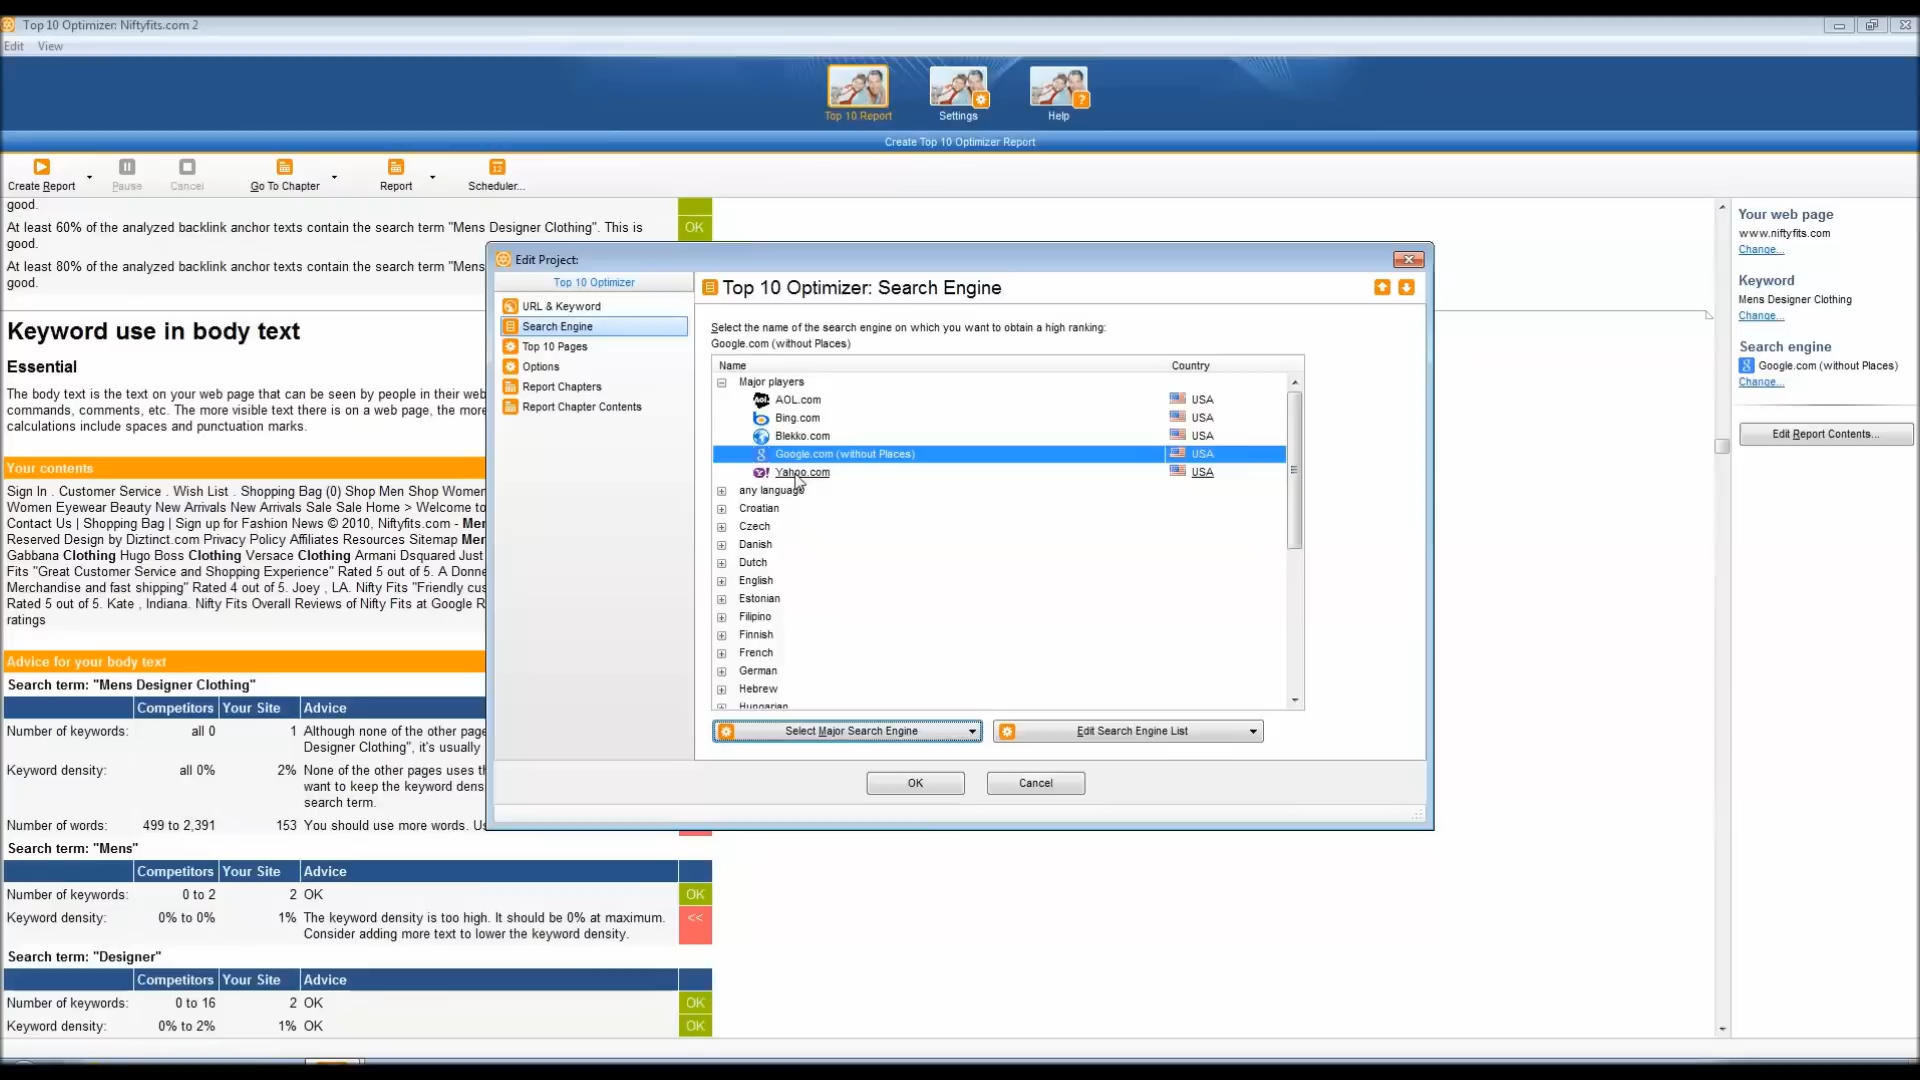 Top 10 Optimizer: Niftyfits.com 2
Edit View
Top 10 Report
Settings
Help
Create Top 10 Optimizer Report
Create Report
Pause
Cancel
Go To Chapter
Report
12
Scheduler...
good.
At least 60% of the analyzed backlink anchor texts contain the search term "Mens Designer Clothing". This is
good.
OK
At least 80% of the analyzed backlink anchor texts contain the search term "Mens
good.
Keyword use in body text
Essential
The body text is the text on your web page that can be seen by people in their web
commands, comments, etc. The more visible text there is on a web page, the more
calculations include spaces and punctuation marks.
Your contents
Sign In . Customer Service . Wish List . Shopping Bag (0) Shop Men Shop Women
Women Eyewear Beauty New Arrivals New Arrivals Sale Sale Home > Welcome to
Contact Us | Shopping Bag | Sign up for Fashion News © 2010, Niftyfits.com - Men
Reserved Design by Diztinct.com Privacy Policy Affiliates Resources Sitemap Men
Gabbana Clothing Hugo Boss Clothing Versace Clothing Armani Dsquared Just
Fits "Great Customer Service and Shopping Experience" Rated 5 out of 5. A Donne
Merchandise and fast shipping" Rated 4 out of 5. Joey , LA. Nifty Fits "Friendly cus
Rated 5 out of 5. Kate , Indiana. Nifty Fits Overall Reviews of Nifty Fits at Google R
ratings
Advice for your body text
Search term: "Mens Designer Clothing"
Competitors Your Site Advice
Number of keywords: all 0 1 Although none of the other page
Designer Clothing", it's usually
Keyword density: all 0% 2% None of the other pages uses th
want to keep the keyword dens
search term.
Number of words: 499 to 2,391 153 You should use more words. Us
Search term: "Mens"
Competitors Your Site Advice
Number of keywords: 0 to 2 2 OK OK
Keyword density: 0% to 0% 1% The keyword density is too high. It should be 0% at maximum. <<
Consider adding more text to lower the keyword density.
Search term: "Designer"
Competitors Your Site Advice
Number of keywords: 0 to 16 2 OK OK
Keyword density: 0% to 2% 1% OK OK
Edit Project:
Top 10 Optimizer
URL & Keyword
Search Engine
Top 10 Pages
Options
Report Chapters
Report Chapter Contents
Top 10 Optimizer: Search Engine
Select the name of the search engine on which you want to obtain a high ranking:
Google.com (without Places)
Name Country
Major players
AOL.com USA
Bing.com USA
Blekko.com USA
Google.com (without Places) USA
Yahoo.com USA
any language
Croatian
Czech
Danish
Dutch
English
Estonian
Filipino
Finnish
French
German
Hebrew
Hungarian
Select Major Search Engine
Edit Search Engine List
OK
Cancel
Your web page
www.niftyfits.com
Change...
Keyword
Mens Designer Clothing
Change...
Search engine
Google.com (without Places)
Change...
Edit Report Contents...